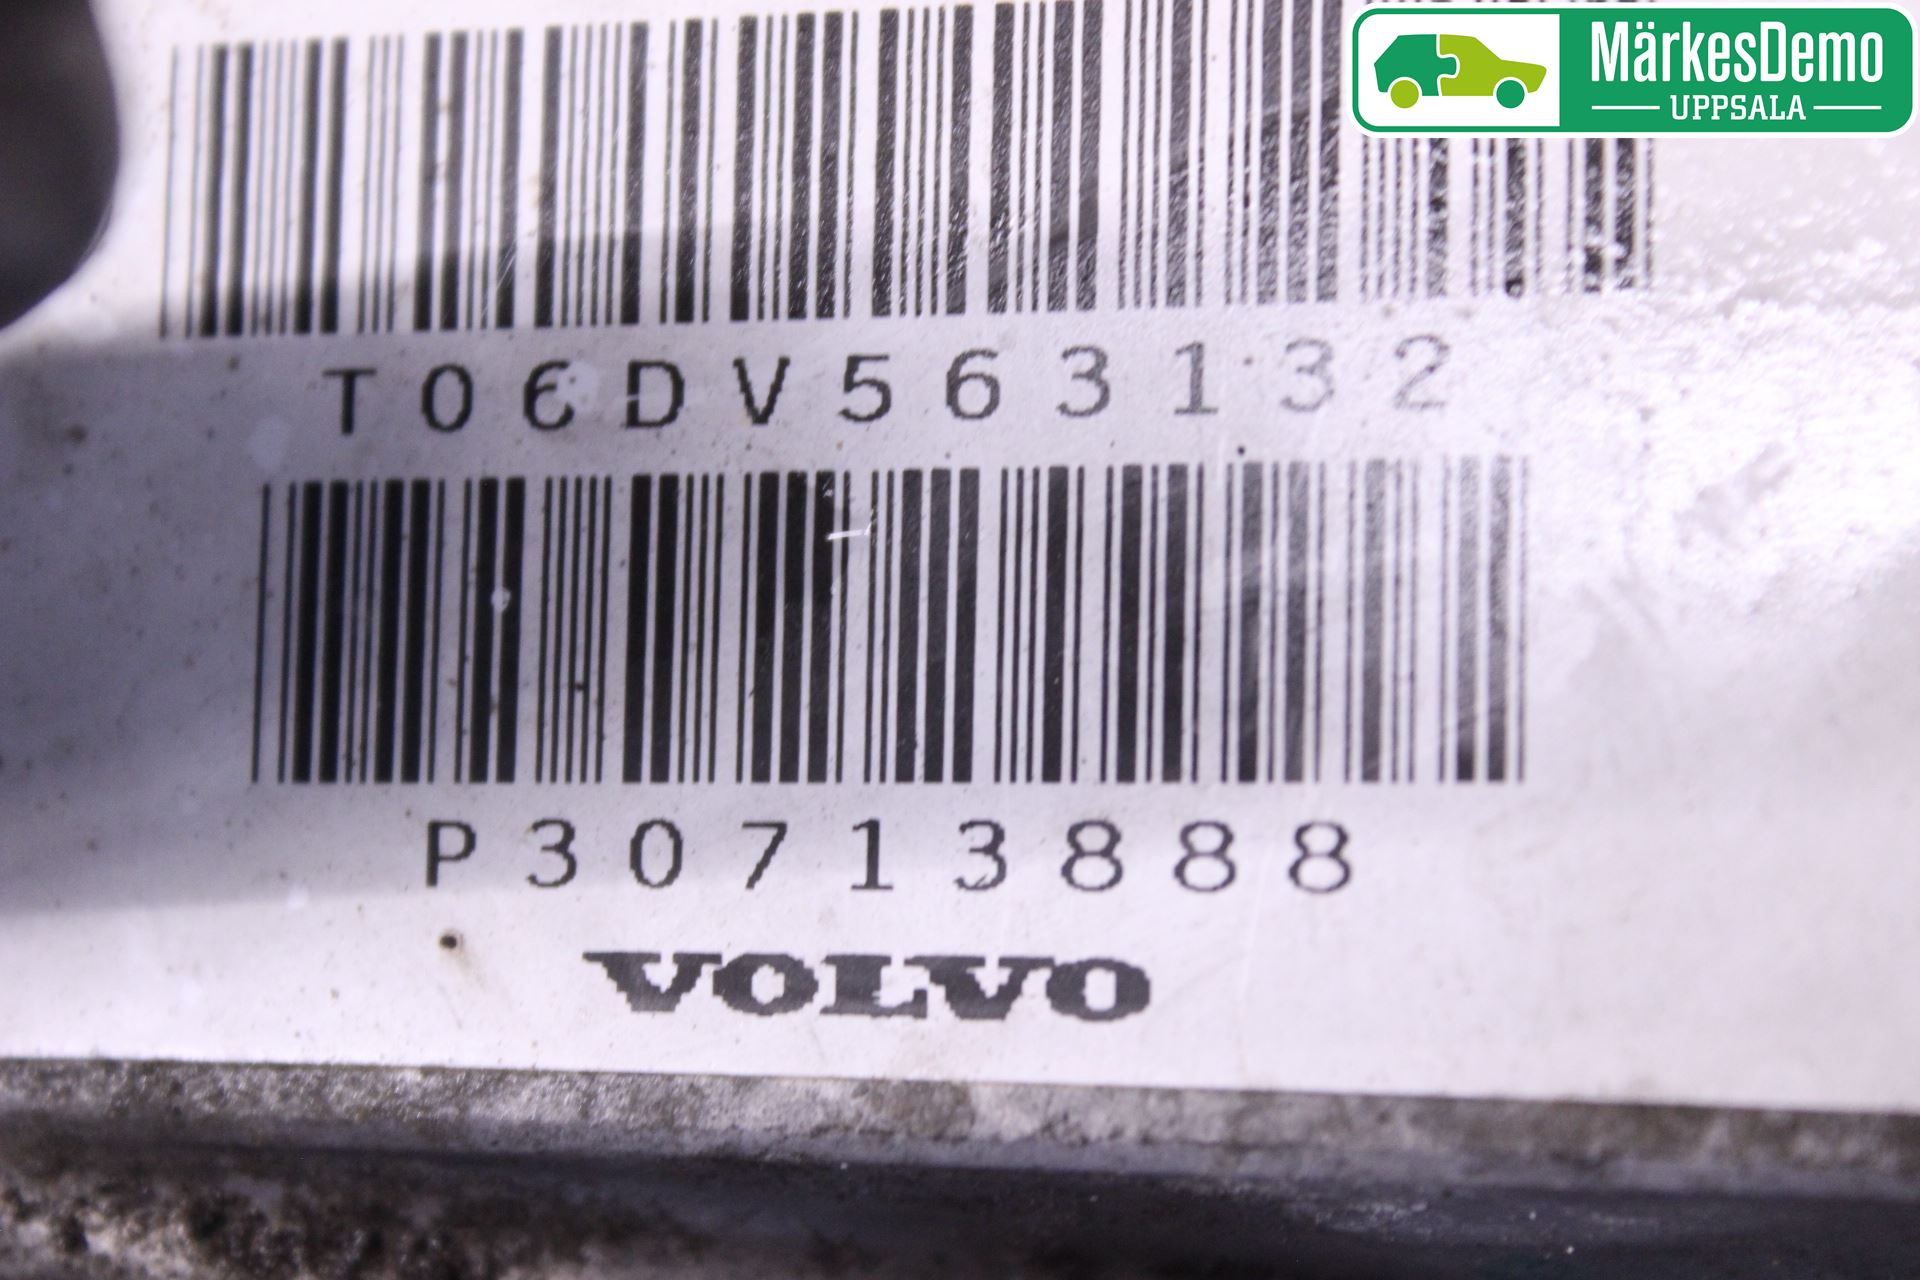 MärkesDemo
UPPSALA
T06DV563132
P30713888
VOLVO